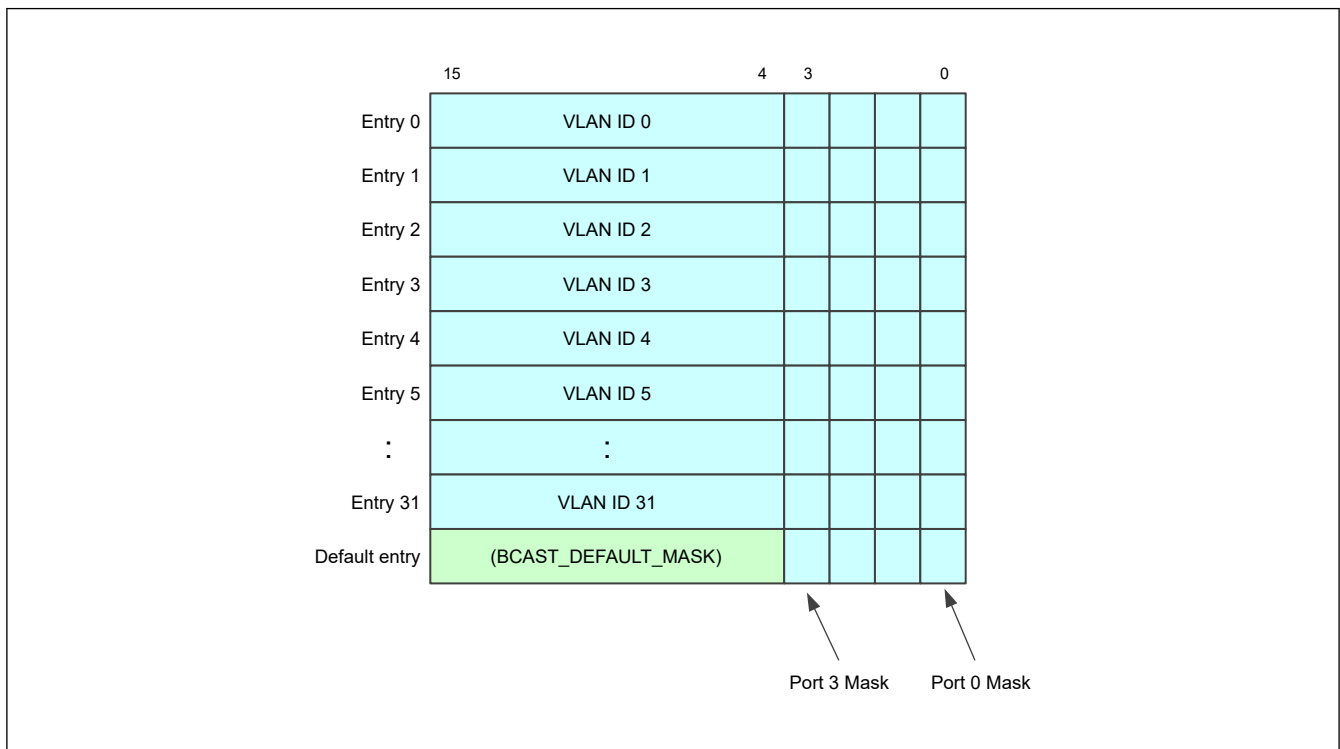 15 4 3 0
Entry 0 VLAN ID 0
Entry 1 VLAN ID 1
Entry 2 VLAN ID 2
Entry 3 VLAN ID 3
Entry 4 VLAN ID 4
Entry 5 VLAN ID 5
: :
Entry 31 VLAN ID 31
Default entry (BCAST_DEFAULT_MASK)
Port 3 Mask Port 0 Mask